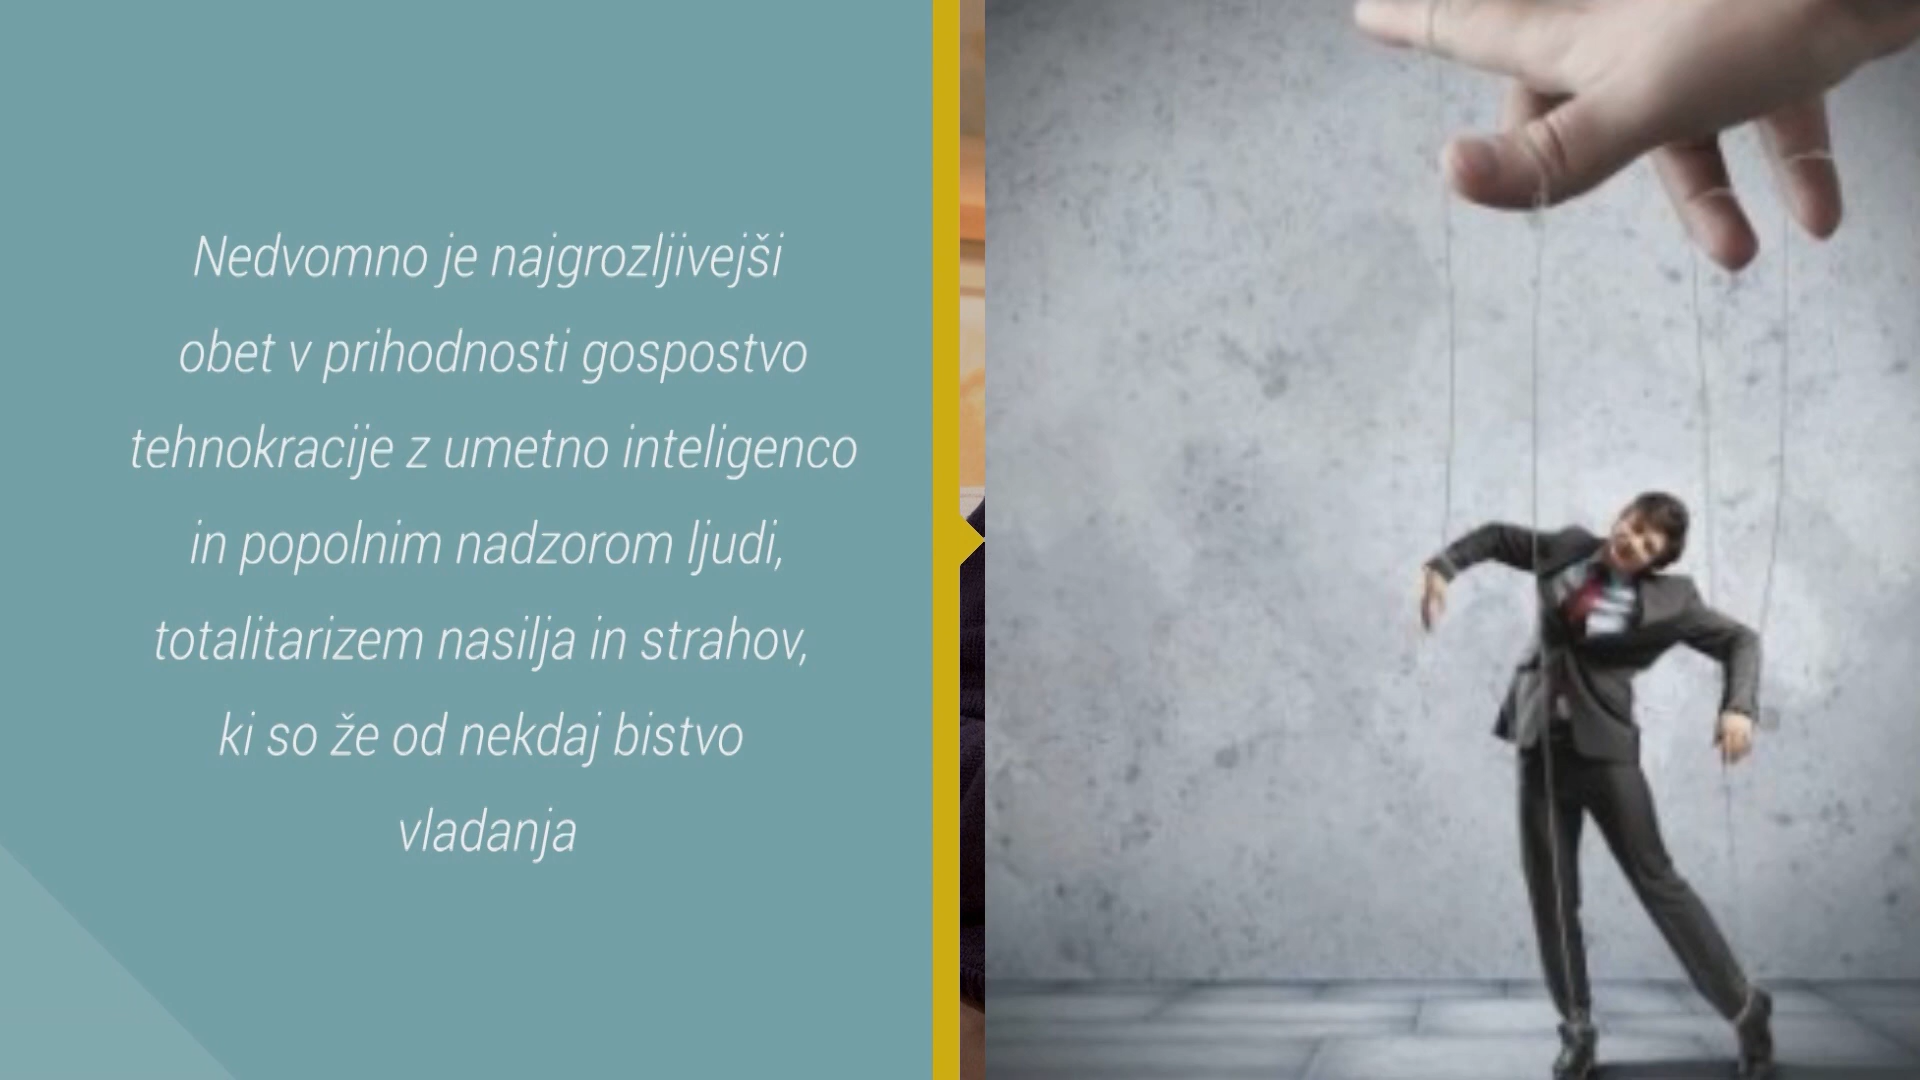 Nedvomno je najgrozljivejši
obet v prihodnosti gospostvo
tehnokracije z umetno inteligenco
in popolnim nadzorom ljudi,
totalitarizem nasilja in strahov,
ki so že od nekdaj bistvo
vladanja